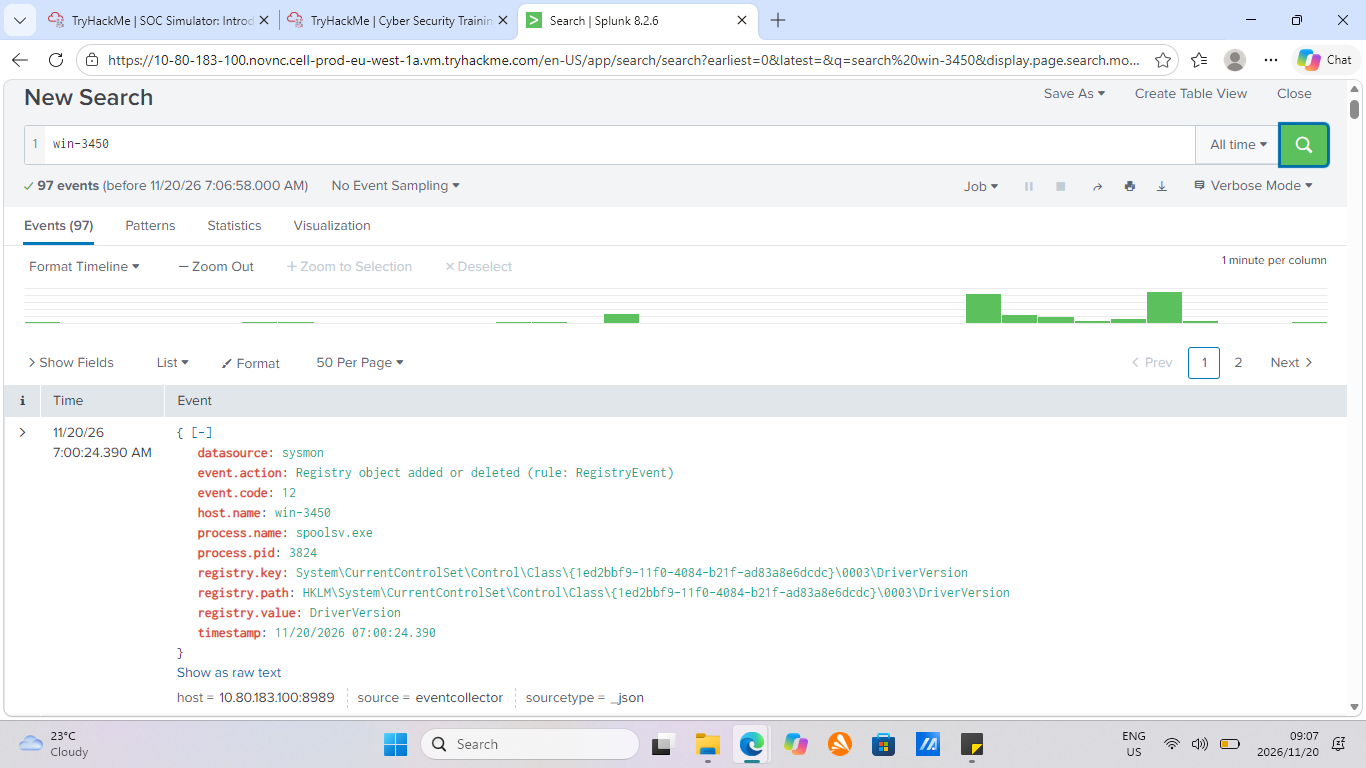 TryHackMe | SOC Simulator: Introd
TryHackMe | Cyber Security Trainin
Search | Splunk 8.2.6
https://10-80-183-100.novnc.cell-prod-eu-west-1a.vm.tryhackme.com/en-US/app/search/search?earliest=0&latest=&q=search%20win-3450&display.page.search.mo...
Chat
New Search
Save As
Create Table View
Close
1 win-3450
All time
97 events (before 11/20/26 7:06:58.000 AM)
No Event Sampling
Job
Verbose Mode
Events (97)
Patterns
Statistics
Visualization
Format Timeline
— Zoom Out
+ Zoom to Selection
× Deselect
1 minute per column
> Show Fields
List
Format
50 Per Page
< Prev
1
2
Next >
i
Time
Event
> 11/20/26
7:00:24.390 AM
{ [-]
datasource: sysmon
event.action: Registry object added or deleted (rule: RegistryEvent)
event.code: 12
host.name: win-3450
process.name: spoolsv.exe
process.pid: 3824
registry.key: System\CurrentControlSet\Control\Class\{1ed2bbf9-11f0-4084-b21f-ad83a8e6dcdc}\0003\DriverVersion
registry.path: HKLM\System\CurrentControlSet\Control\Class\{1ed2bbf9-11f0-4084-b21f-ad83a8e6dcdc}\0003\DriverVersion
registry.value: DriverVersion
timestamp: 11/20/2026 07:00:24.390
}
Show as raw text
host = 10.80.183.100:8989
source = eventcollector
sourcetype = _json
23°C
Cloudy
Search
ENG
US
09:07
2026/11/20